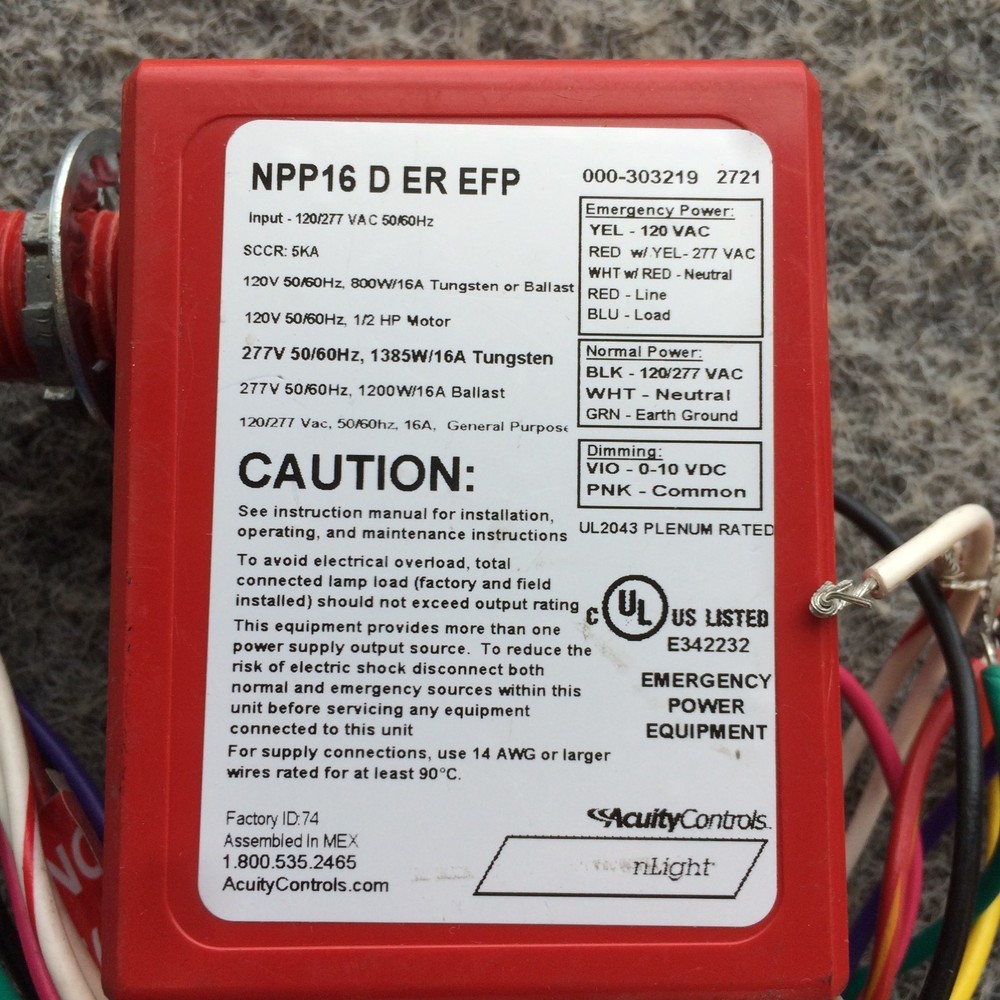 NPP16 D ER EFP
000-303219 2721
Input - 120/277 VAC 50/60Hz
SCCR: 5KA
120V 50/60Hz, 800W/16A Tungsten or Ballast
120V 50/60Hz, 1/2 HP Motor
277V 50/60Hz, 1385W/16A Tungsten
277V 50/60Hz, 1200W/16A Ballast
120/277 Vac, 50/60hz, 16A, General Purpose
Emergency Power:
YEL - 120 VAC
RED w/ YEL- 277 VAC
WHT w/ RED - Neutral
RED - Line
BLU - Load
Normal Power:
BLK - 120/277 VAC
WHT - Neutral
GRN - Earth Ground
Dimming:
VIO - 0-10 VDC
PNK - Common
UL2043 PLENUM RATED
CAUTION:
See instruction manual for installation,
operating, and maintenance instructions
To avoid electrical overload, total
connected lamp load (factory and field
installed) should not exceed output rating
This equipment provides more than one
power supply output source. To reduce the
risk of electric shock disconnect both
normal and emergency sources within this
unit before servicing any equipment
connected to this unit
For supply connections, use 14 AWG or larger
wires rated for at least 90°C.
C UL US LISTED
E342232
EMERGENCY
POWER
EQUIPMENT
Factory ID:74
Assembled In MEX
1.800.535.2465
AcuityControls.com
AcuityControls
nLight